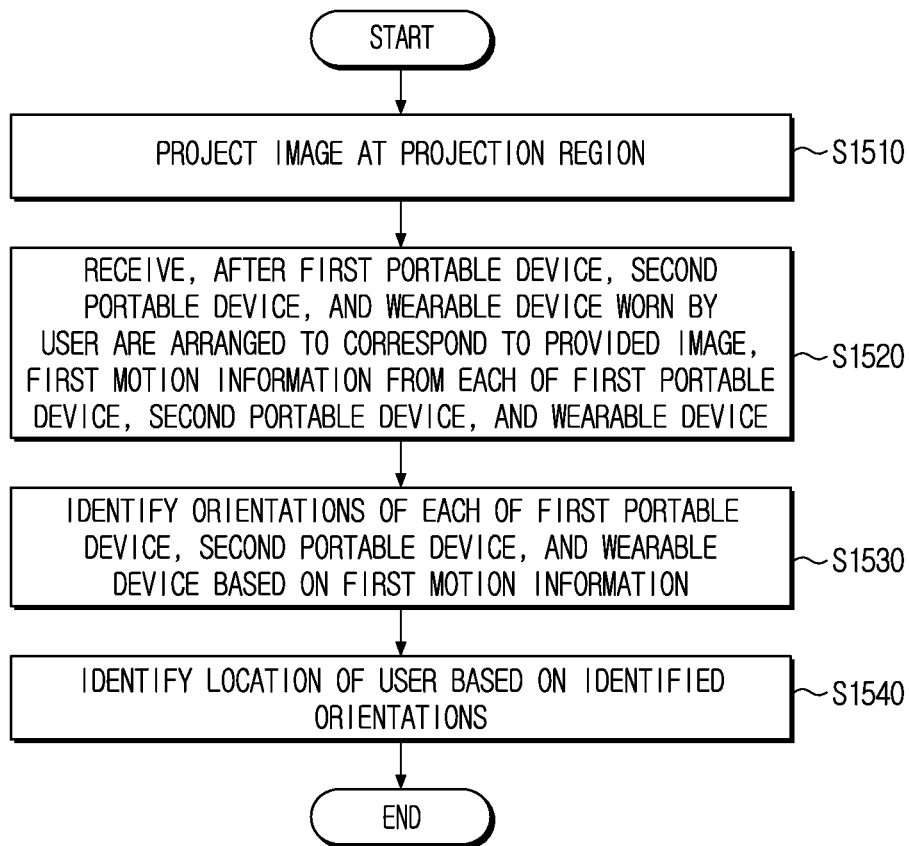 START
PROJECT IMAGE AT PROJECTION REGION
S1510
RECEIVE, AFTER FIRST PORTABLE DEVICE, SECOND
PORTABLE DEVICE, AND WEARABLE DEVICE WORN BY
USER ARE ARRANGED TO CORRESPOND TO PROVIDED IMAGE,
FIRST MOTION INFORMATION FROM EACH OF FIRST PORTABLE
DEVICE, SECOND PORTABLE DEVICE, AND WEARABLE DEVICE
S1520
IDENTIFY ORIENTATIONS OF EACH OF FIRST PORTABLE
DEVICE, SECOND PORTABLE DEVICE, AND WEARABLE
DEVICE BASED ON FIRST MOTION INFORMATION
S1530
IDENTIFY LOCATION OF USER BASED ON IDENTIFIED
ORIENTATIONS
S1540
END